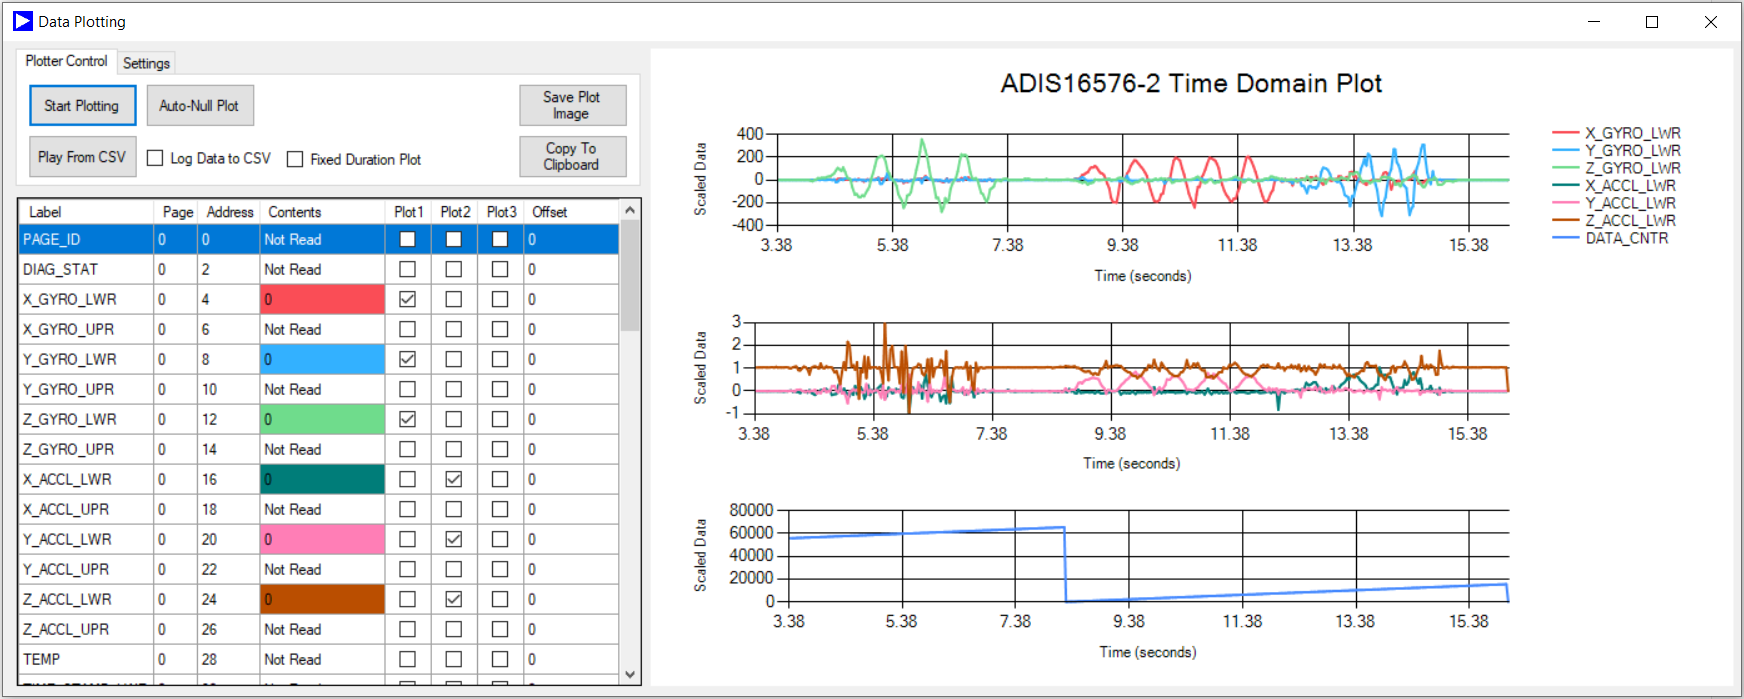 Data Plotting
Plotter Control Settings
Start Plotting Auto-Null Plot Save Plot Image
Play From CSV Log Data to CSV Fixed Duration Plot Copy To Clipboard
Label Page Address Contents Plot1 Plot2 Plot3 Offset
PAGE_ID 0 0 Not Read 0
DIAG_STAT 0 2 Not Read 0
X_GYRO_LWR 0 4 0 0
X_GYRO_UPR 0 6 Not Read 0
Y_GYRO_LWR 0 8 0 0
Y_GYRO_UPR 0 10 Not Read 0
Z_GYRO_LWR 0 12 0 0
Z_GYRO_UPR 0 14 Not Read 0
X_ACCL_LWR 0 16 0 0
X_ACCL_UPR 0 18 Not Read 0
Y_ACCL_LWR 0 20 0 0
Y_ACCL_UPR 0 22 Not Read 0
Z_ACCL_LWR 0 24 0 0
Z_ACCL_UPR 0 26 Not Read 0
TEMP 0 28 Not Read 0
ADIS16576-2 Time Domain Plot
Scaled Data
400
200
0
-200
-400
3.38 5.38 7.38 9.38 11.38 13.38 15.38
Time (seconds)
X_GYRO_LWR
Y_GYRO_LWR
Z_GYRO_LWR
X_ACCL_LWR
Y_ACCL_LWR
Z_ACCL_LWR
DATA_CNTR
Scaled Data
3
2
1
0
-1
3.38 5.38 7.38 9.38 11.38 13.38 15.38
Time (seconds)
Scaled Data
80000
60000
40000
20000
0
3.38 5.38 7.38 9.38 11.38 13.38 15.38
Time (seconds)